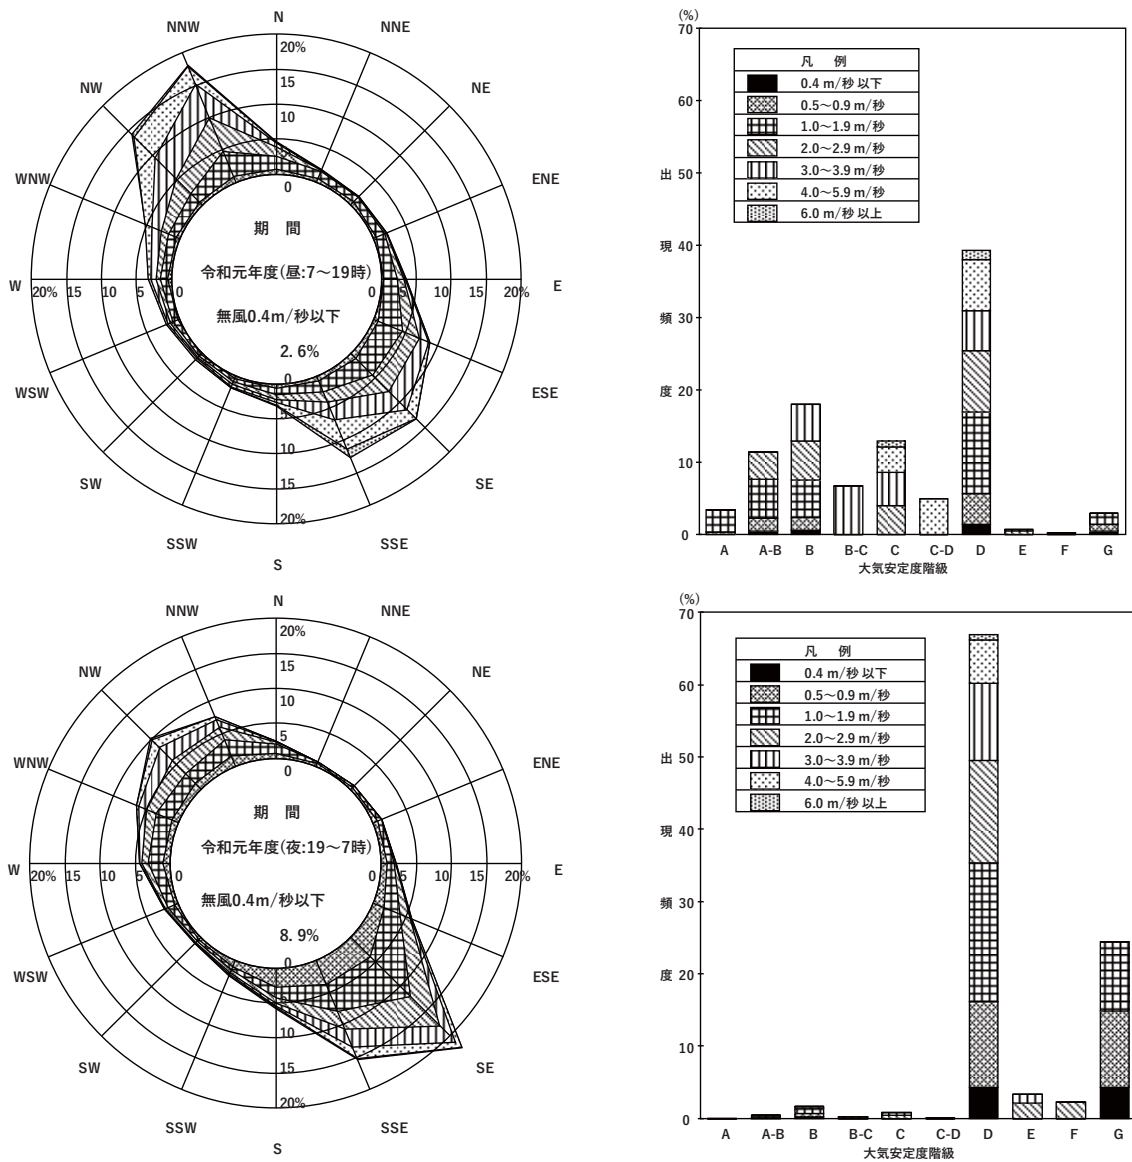 N
NNW
NNE
NW
NE
WNW
ENE
W
E
WSW
ESE
SW
SE
SSW
SSE
S
20%
15
10
5
0
20% 15 10 5 0
0 5 10 15 20%
0
5
10
15
20%
期 間
令和元年度(昼:7～19時)
無風0.4m/秒以下
2.6%
(%)
70
60
50
40
30
20
10
0
出
現
頻
度
凡 例
0.4 m/秒 以下
0.5～0.9 m/秒
1.0～1.9 m/秒
2.0～2.9 m/秒
3.0～3.9 m/秒
4.0～5.9 m/秒
6.0 m/秒 以上
A A-B B B-C C C-D D E F G
大気安定度階級
N
NNW
NNE
NW
NE
WNW
ENE
W
E
WSW
ESE
SW
SE
SSW
SSE
S
20%
15
10
5
0
20% 15 10 5 0
0 5 10 15 20%
0
5
10
15
20%
期 間
令和元年度(夜:19～7時)
無風0.4m/秒以下
8.9%
(%)
70
60
50
40
30
20
10
0
出
現
頻
度
凡 例
0.4 m/秒 以下
0.5～0.9 m/秒
1.0～1.9 m/秒
2.0～2.9 m/秒
3.0～3.9 m/秒
4.0～5.9 m/秒
6.0 m/秒 以上
A A-B B B-C C C-D D E F G
大気安定度階級